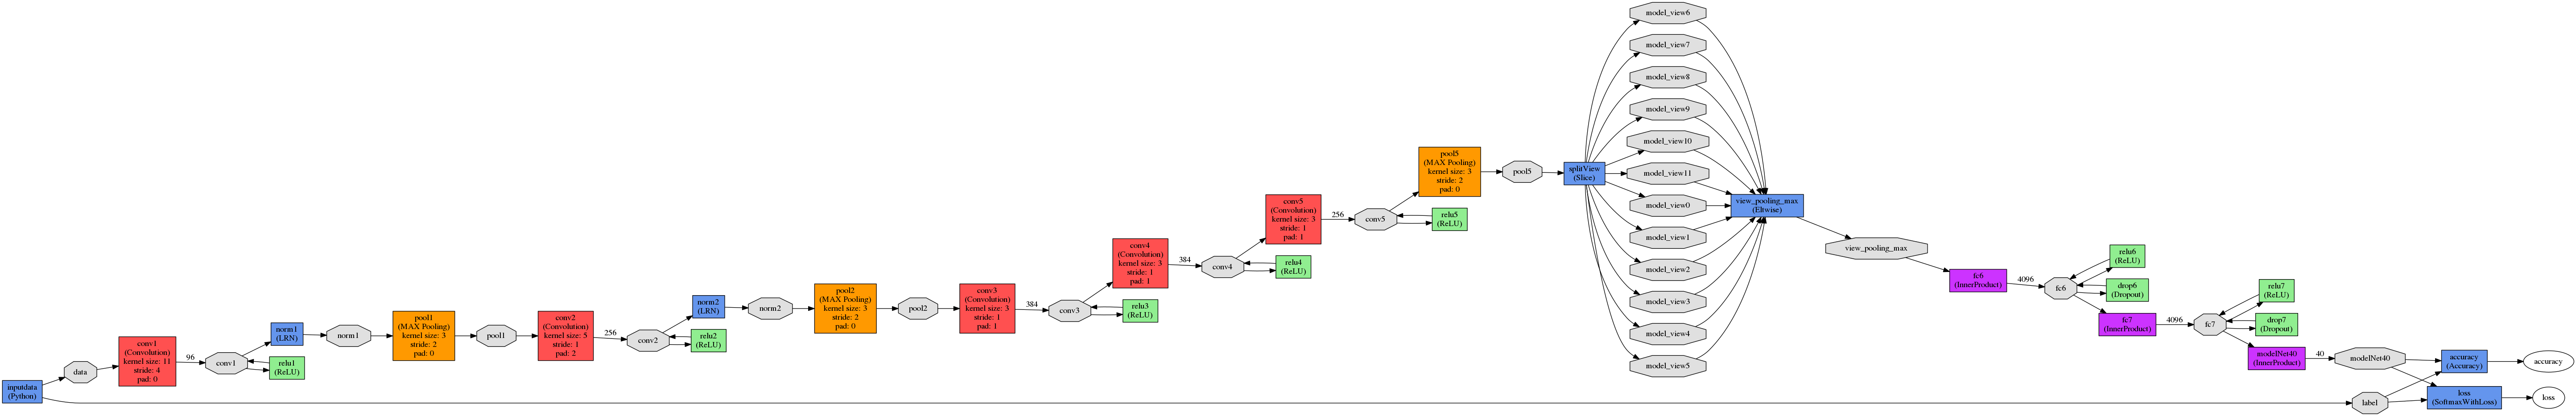 inputdata
(Python)
data
conv1
(Convolution)
kernel size: 11
stride: 4
pad: 0
96
conv1
relu1
(ReLU)
norm1
(LRN)
norm1
pool1
(MAX Pooling)
kernel size: 3
stride: 2
pad: 0
pool1
conv2
(Convolution)
kernel size: 5
stride: 1
pad: 2
256
conv2
relu2
(ReLU)
norm2
(LRN)
norm2
pool2
(MAX Pooling)
kernel size: 3
stride: 2
pad: 0
pool2
conv3
(Convolution)
kernel size: 3
stride: 1
pad: 1
384
conv3
relu3
(ReLU)
conv4
(Convolution)
kernel size: 3
stride: 1
pad: 1
384
conv4
relu4
(ReLU)
conv5
(Convolution)
kernel size: 3
stride: 1
pad: 1
256
conv5
relu5
(ReLU)
pool5
(MAX Pooling)
kernel size: 3
stride: 2
pad: 0
pool5
splitView
(Slice)
model_view6
model_view7
model_view8
model_view9
model_view10
model_view11
model_view0
model_view1
model_view2
model_view3
model_view4
model_view5
view_pooling_max
(Eltwise)
view_pooling_max
fc6
(InnerProduct)
4096
fc6
relu6
(ReLU)
drop6
(Dropout)
fc7
(InnerProduct)
4096
fc7
relu7
(ReLU)
drop7
(Dropout)
modelNet40
(InnerProduct)
40
modelNet40
label
accuracy
(Accuracy)
accuracy
loss
(SoftmaxWithLoss)
loss